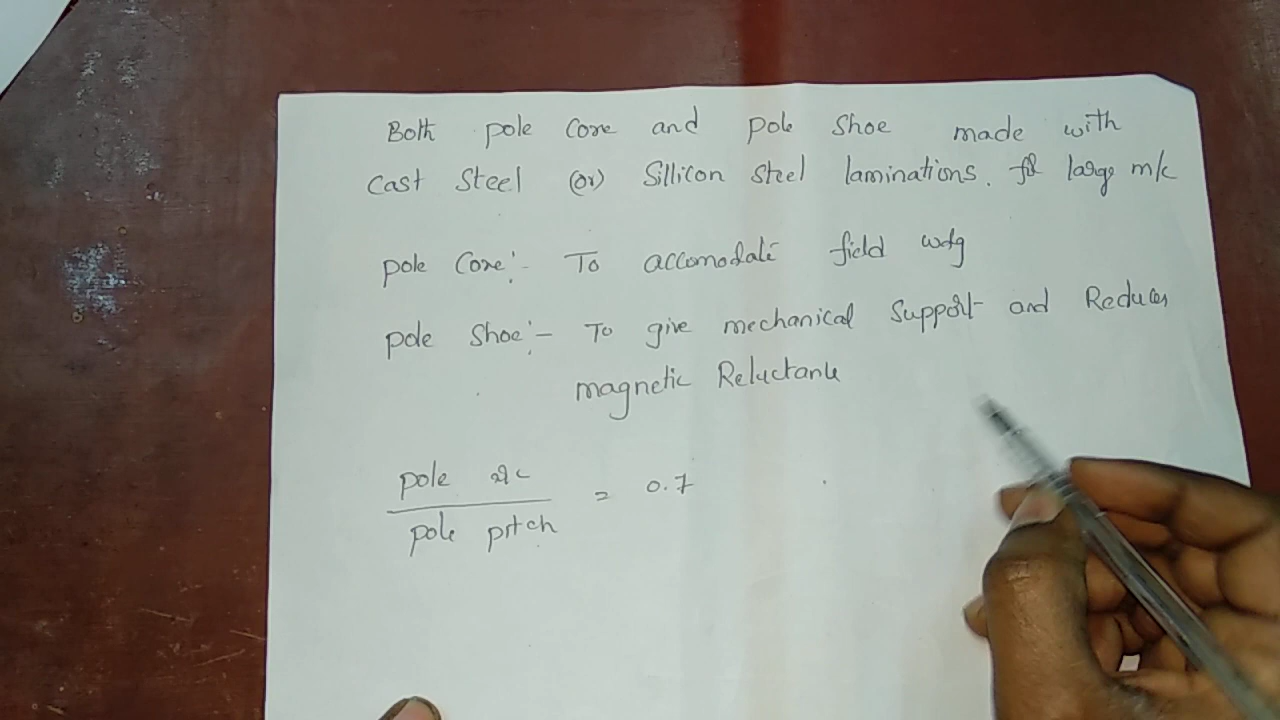 Both pole Core and pole Shoe made with
Cast Steel (or) Sillicon steel laminations. for large m/c
pole Core:- To accomodate field wdg
pole Shoe:- To give mechanical Support and Reduces
magnetic Reluctance
pole arc
= 0.7
pole pitch